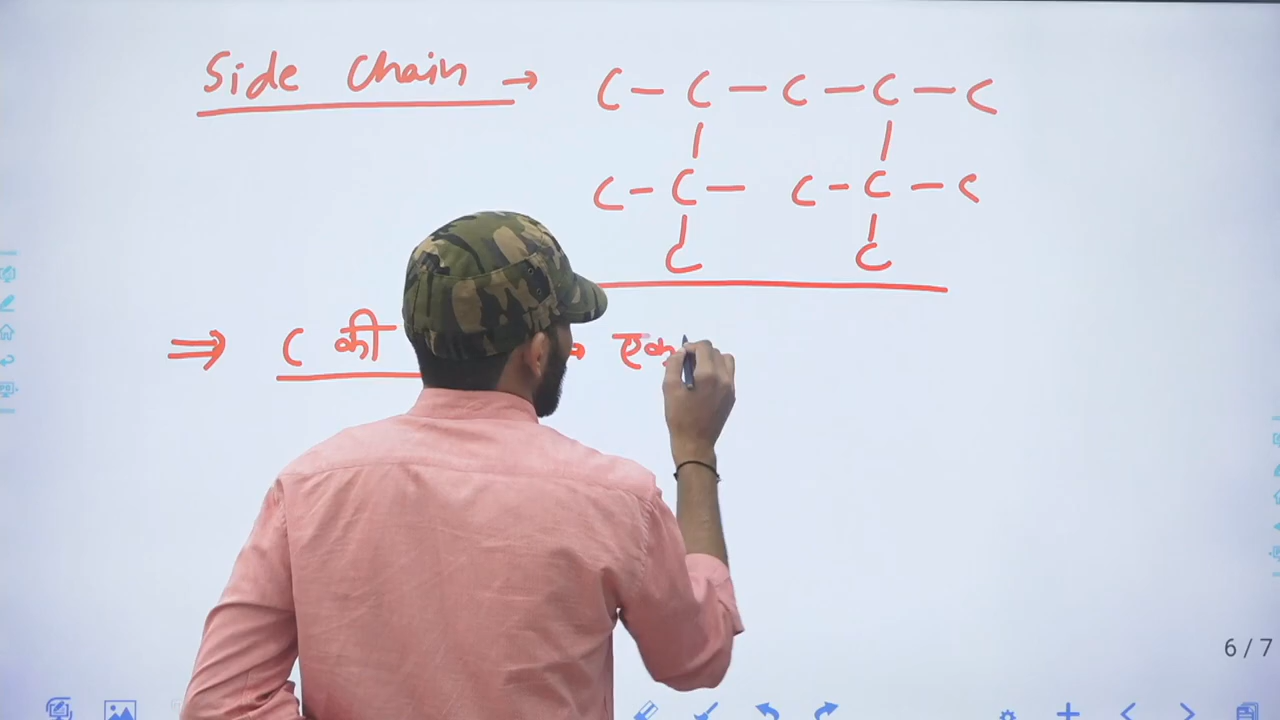 Side Chain → C – C – C – C – C
| |
C – C – C – C – C
| |
C C
⇒ C की → एक
6 / 7